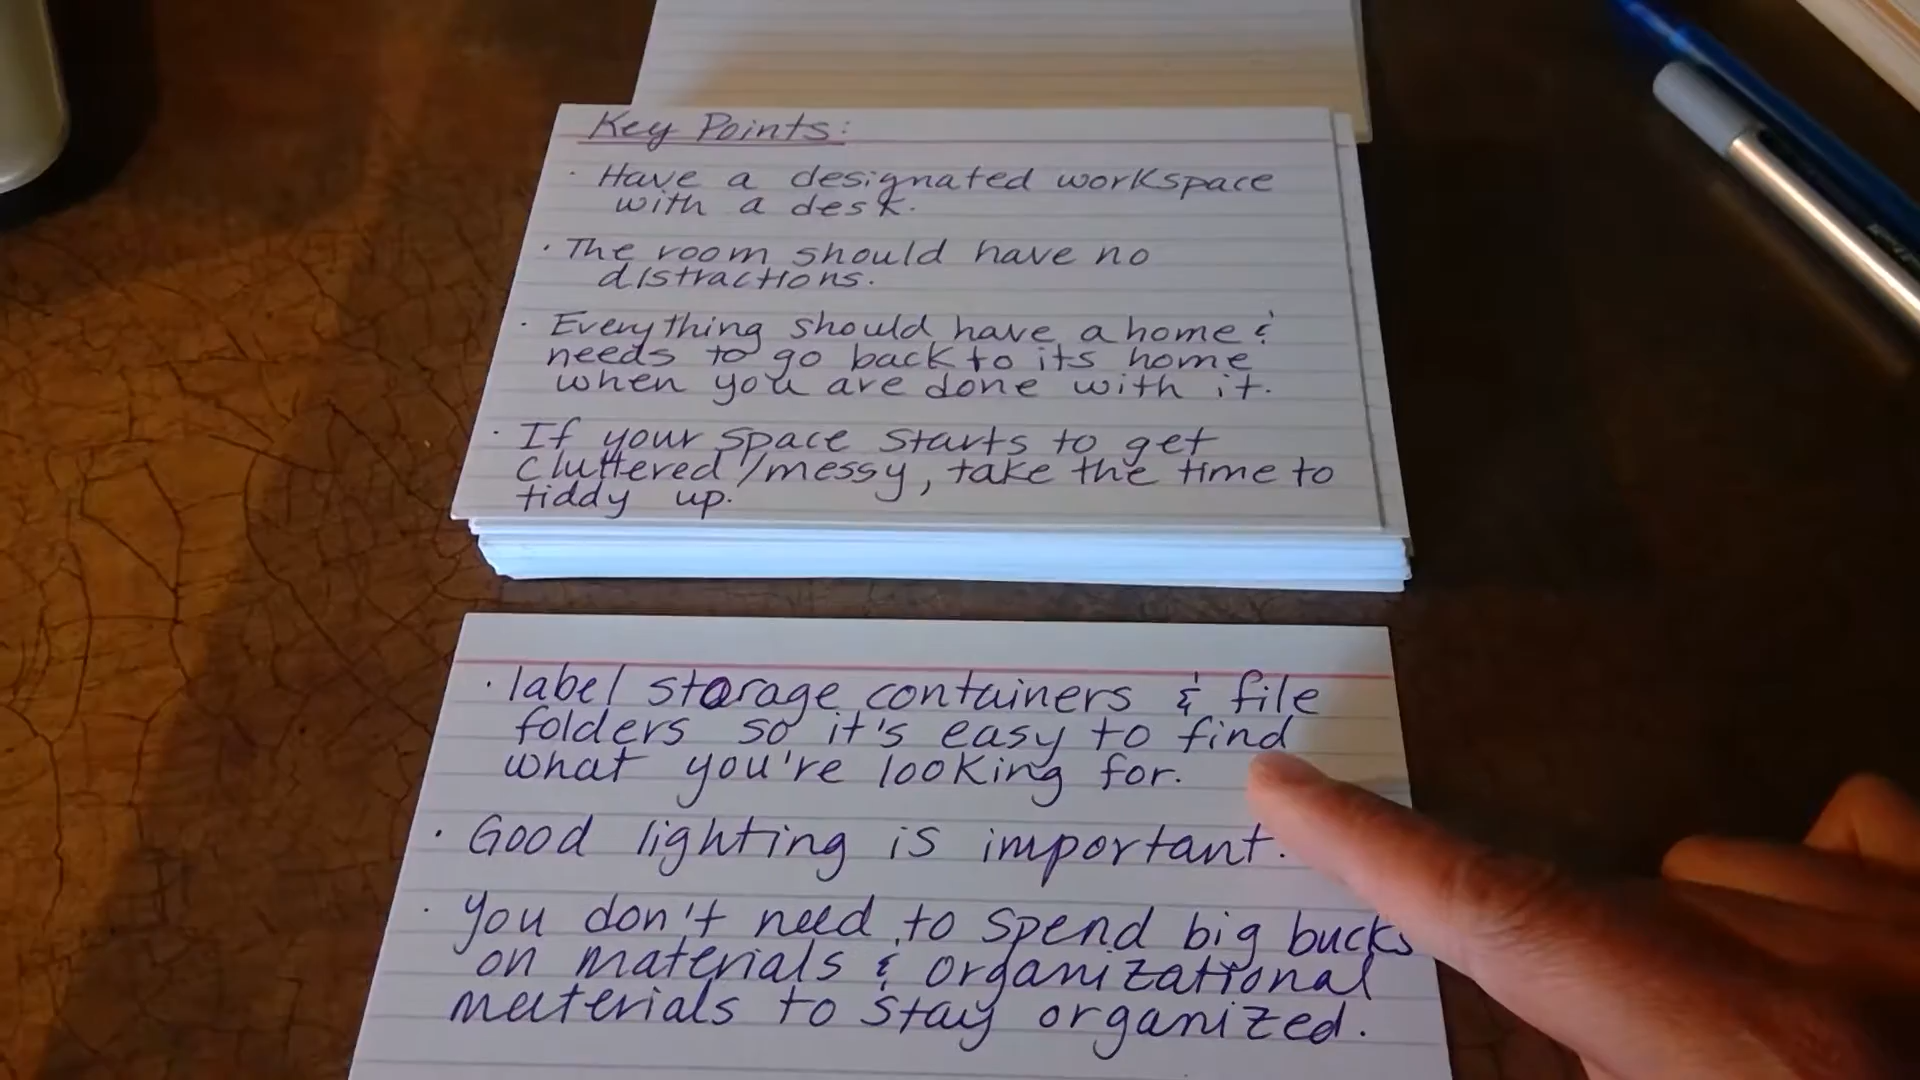 Key Points:
· Have a designated workspace
with a desk.
· The room should have no
distractions.
· Everything should have a home &
needs to go back to its home
when you are done with it.
· If your space starts to get
cluttered/messy, take the time to
tiddy up.
· label storage containers & file
folders so it's easy to find
what you're looking for.
· Good lighting is important.
· You don't need to spend big bucks
on materials & organizational
materials to stay organized.